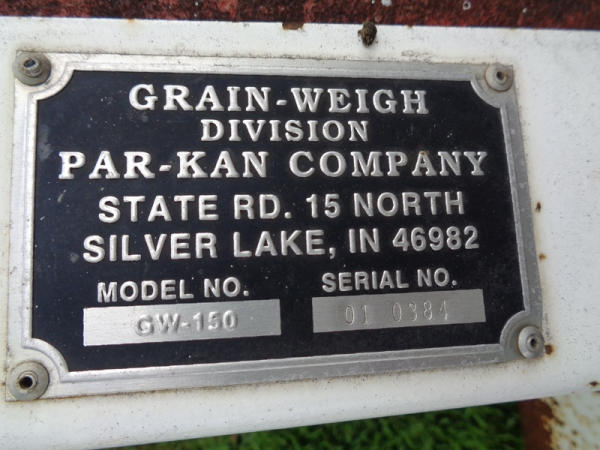 GRAIN-WEIGH
DIVISION
PAR-KAN COMPANY
STATE RD. 15 NORTH
SILVER LAKE, IN 46982
MODEL NO. SERIAL NO.
GW-150 01 0384